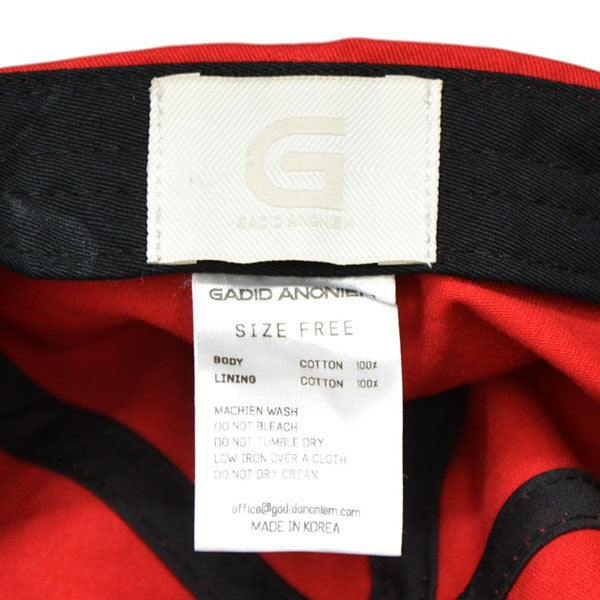 G
GADID ANONIEM
GADID ANONIEM
SIZE FREE
BODY COTTON 100%
LINING COTTON 100%
MACHIEN WASH
DO NOT BLEACH
DO NOT TUMBLE DRY
LOW IRON OVER A CLOTH
DO NOT DRY CREAN
office@gadidanoniem.com
MADE IN KOREA